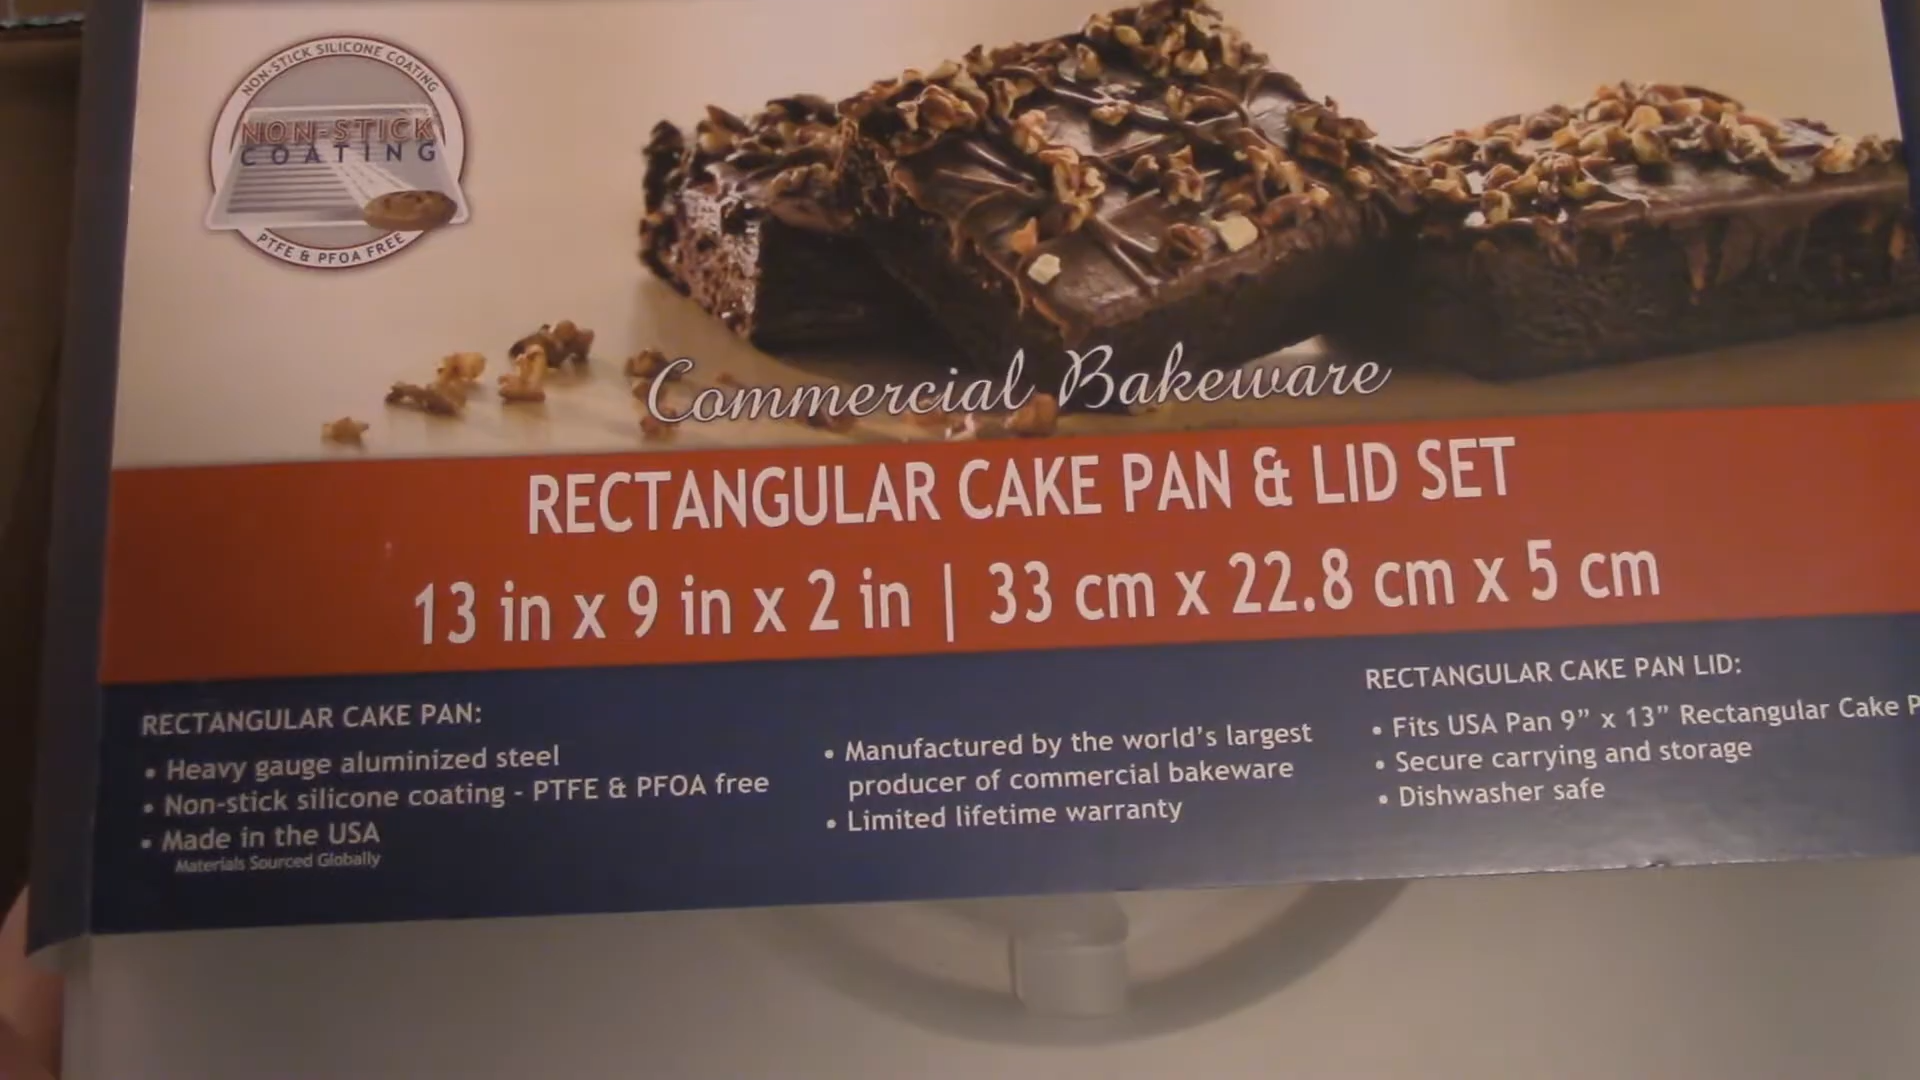 NON-STICK SILICONE COATING
NON-STICK
COATING
PTFE & PFOA FREE
Commercial Bakeware
RECTANGULAR CAKE PAN & LID SET
13 in x 9 in x 2 in | 33 cm x 22.8 cm x 5 cm
RECTANGULAR CAKE PAN:
• Heavy gauge aluminized steel
• Non-stick silicone coating - PTFE & PFOA free
• Made in the USA
Materials Sourced Globally
• Manufactured by the world's largest
producer of commercial bakeware
• Limited lifetime warranty
RECTANGULAR CAKE PAN LID:
• Fits USA Pan 9” x 13” Rectangular Cake P
• Secure carrying and storage
• Dishwasher safe